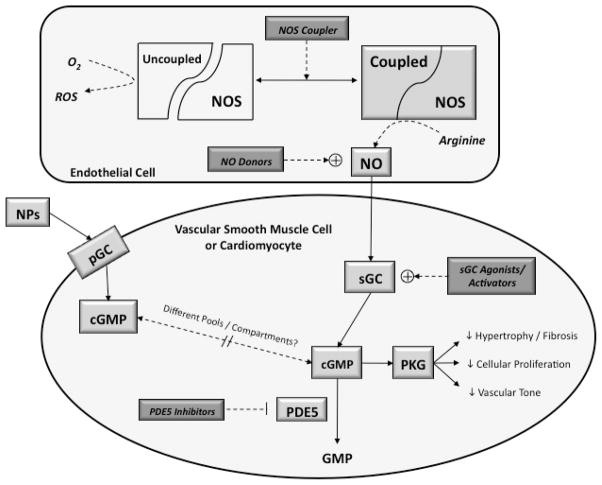 NOS Coupler
Uncoupled
NOS
Coupled
NOS
O2
ROS
Arginine
NO Donors
NO
Endothelial Cell
NPs
pGC
Vascular Smooth Muscle Cell
or Cardiomyocyte
cGMP
sGC
sGC Agonists/
Activators
Different Pools / Compartments?
cGMP
PKG
↓ Hypertrophy / Fibrosis
↓ Cellular Proliferation
↓ Vascular Tone
PDE5 Inhibitors
PDE5
GMP